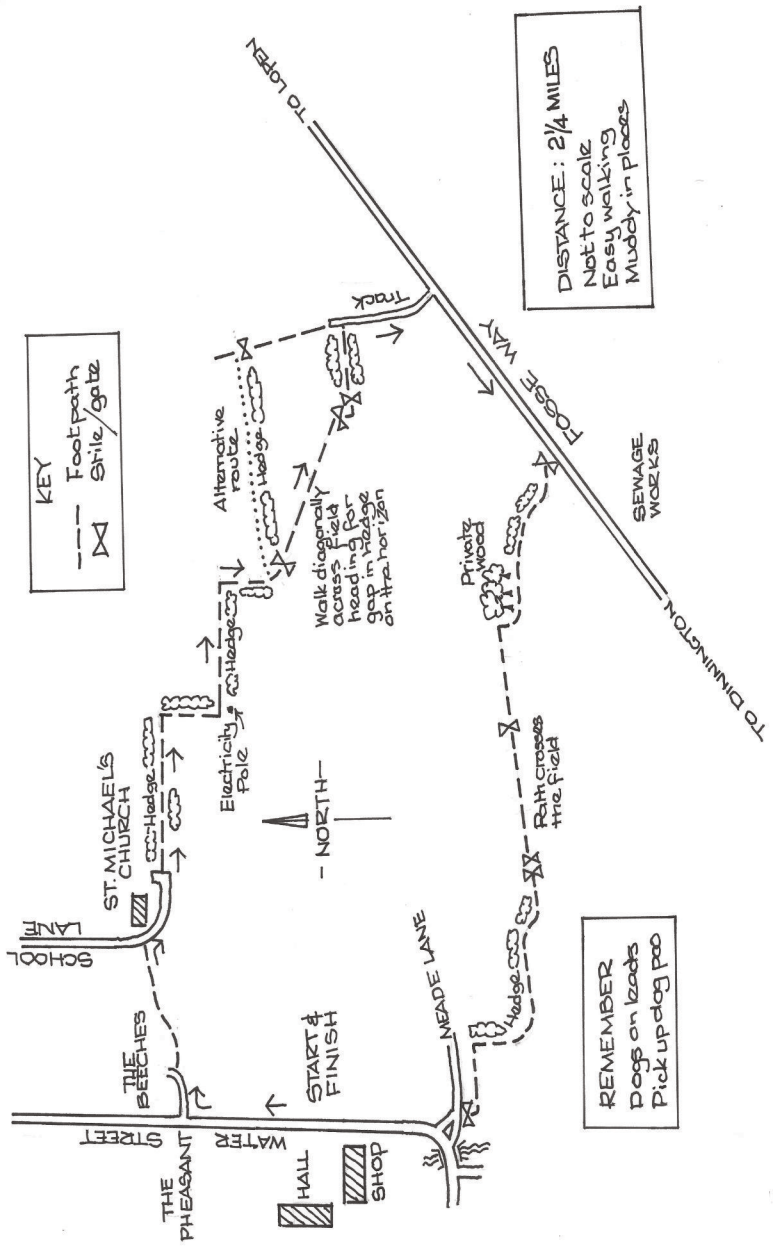 THE
PHEASANT
WATER
STREET
HALL
SHOP
THE
BEECHES
START &
FINISH
SCHOOL
LANE
ST. MICHAEL'S
CHURCH
Hedge
Electricity
Pole
Hedge
- NORTH -
MEADE LANE
Hedge
KEY
Footpath
Stile/gate
Alternative
route
Hedge
Walk diagonally
across field
heading for
gap in hedge
on the horizon
Track
TO LOPEN
FOSSE WAY
Private
wood
Path crosses
the field
SEWAGE
WORKS
TO DINNINGTON
REMEMBER
Dogs on leads
Pick up dog poo
DISTANCE: 2¼ MILES
Not to scale
Easy walking
Muddy in places